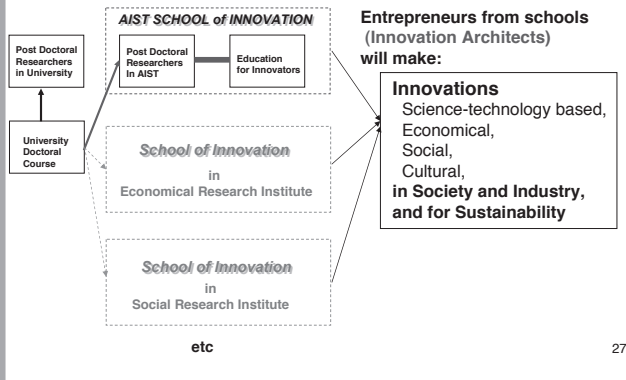 AIST SCHOOL of INNOVATION
Post Doctoral
Researchers
in University
Post Doctoral
Researchers
In AIST
Education
for Innovators
University
Doctoral
Course
School of Innovation
in
Economical Research Institute
School of Innovation
in
Social Research Institute
etc
Entrepreneurs from schools
(Innovation Architects)
will make:
Innovations
Science-technology based,
Economical,
Social,
Cultural,
in Society and Industry,
and for Sustainability
27